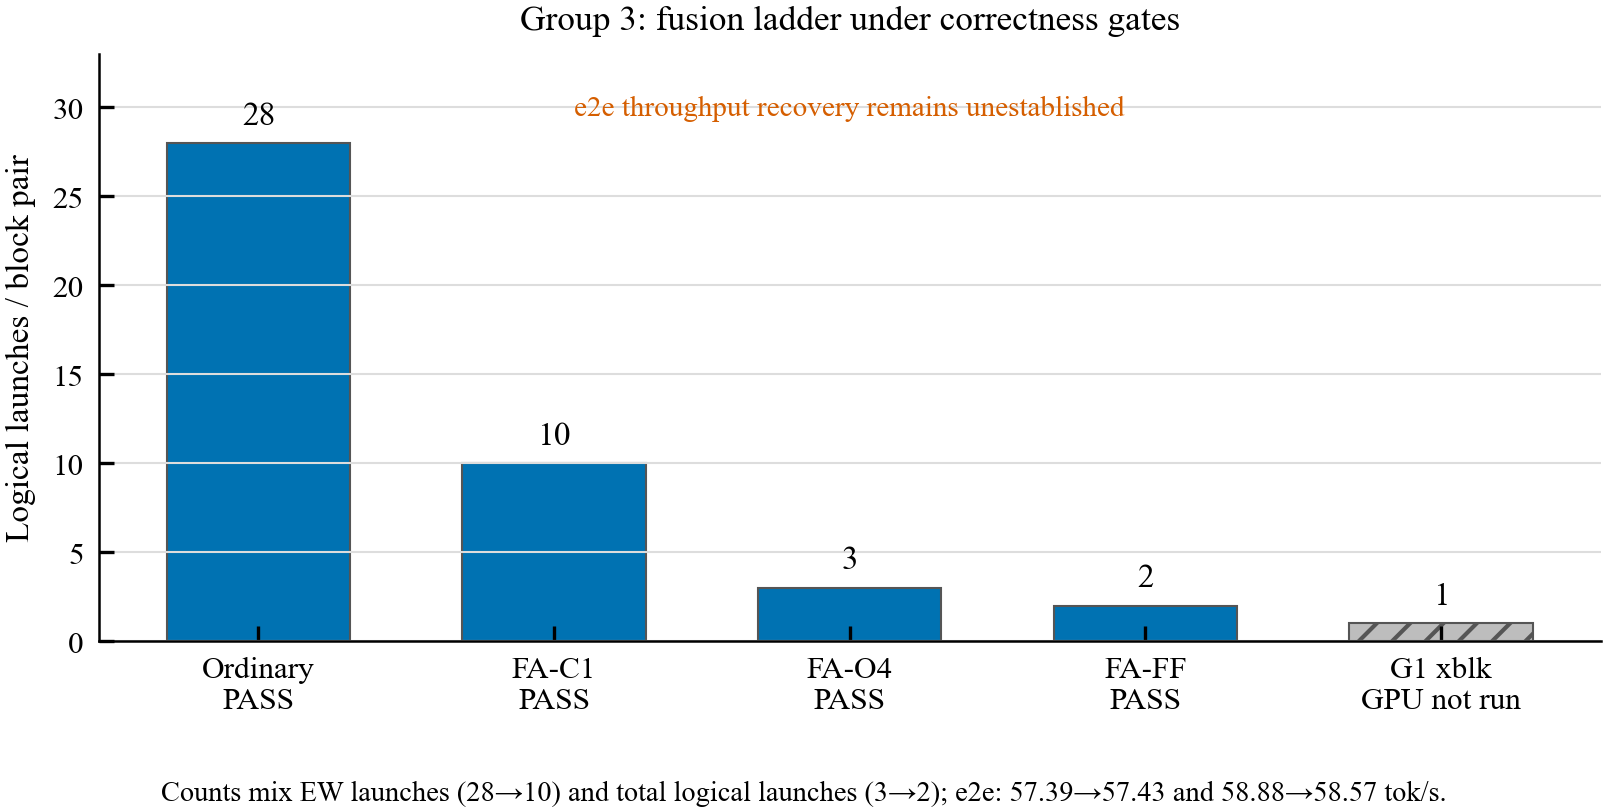 Group 3: fusion ladder under correctness gates
e2e throughput recovery remains unestablished
Logical launches / block pair
30
25
20
15
10
5
0
28
10
3
2
1
Ordinary
PASS
FA-C1
PASS
FA-O4
PASS
FA-FF
PASS
G1 xblk
GPU not run
Counts mix EW launches (28→10) and total logical launches (3→2); e2e: 57.39→57.43 and 58.88→58.57 tok/s.